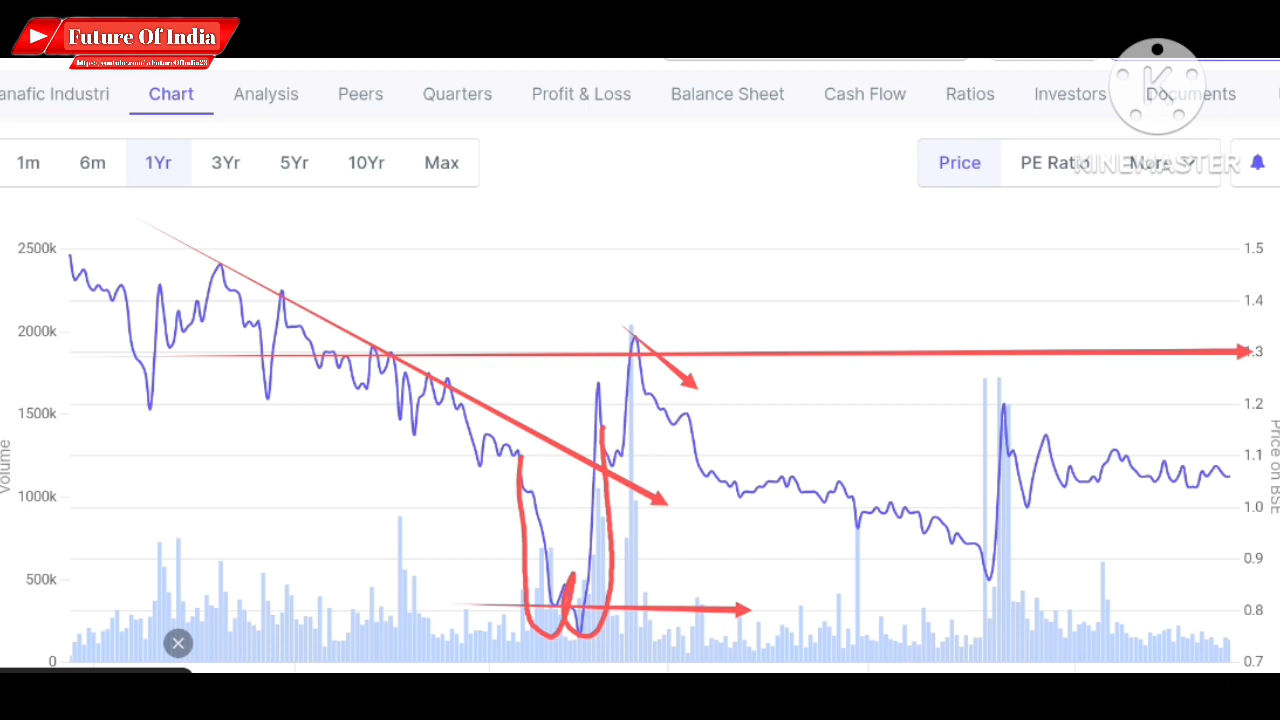 Future Of India
anafic Industri Chart Analysis Peers Quarters Profit & Loss Balance Sheet Cash Flow Ratios Investors Documents
1m 6m 1Yr 3Yr 5Yr 10Yr Max Price PE Ratio More
KINEMASTER
2500k 1.5
1.4
2000k 1.3
1500k 1.2
1.1
1000k 1.0
0.9
500k 0.8
0 0.7
Volume
Price on BSE